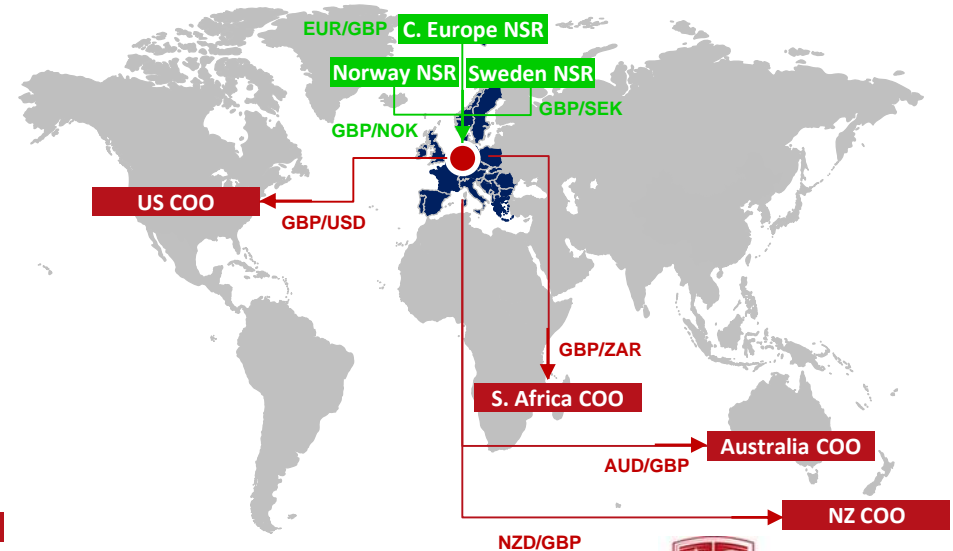 EUR/GBP
C. Europe NSR
Norway NSR
Sweden NSR
GBP/SEK
GBP/NOK
US COO
GBP/USD
GBP/ZAR
S. Africa COO
Australia COO
AUD/GBP
NZ COO
NZD/GBP